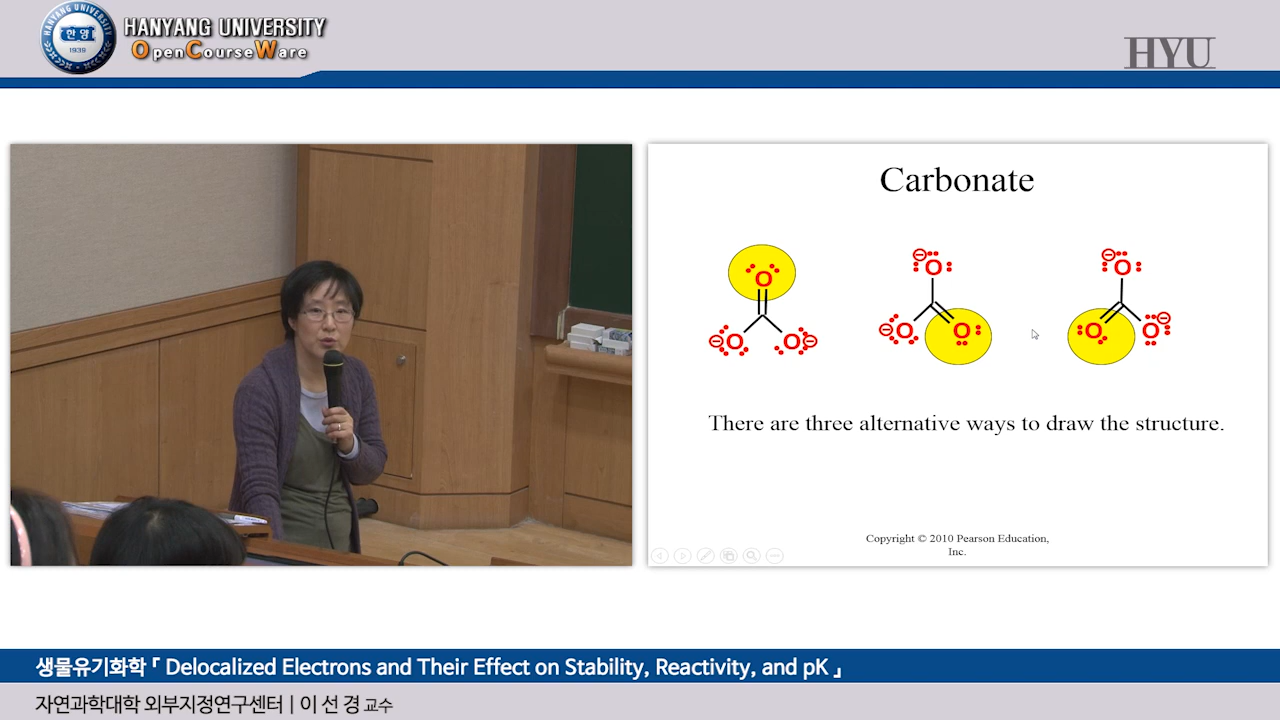 한양
1939
HANYANG UNIVERSITY
OpenCourseWare
HYU
Carbonate
O
O
O
O
O
O
O
O
O
There are three alternative ways to draw the structure.
Copyright © 2010 Pearson Education,
Inc.
생물유기화학「 Delocalized Electrons and Their Effect on Stability, Reactivity, and pK 」
자연과학대학 외부지정연구센터 | 이 선 경 교수